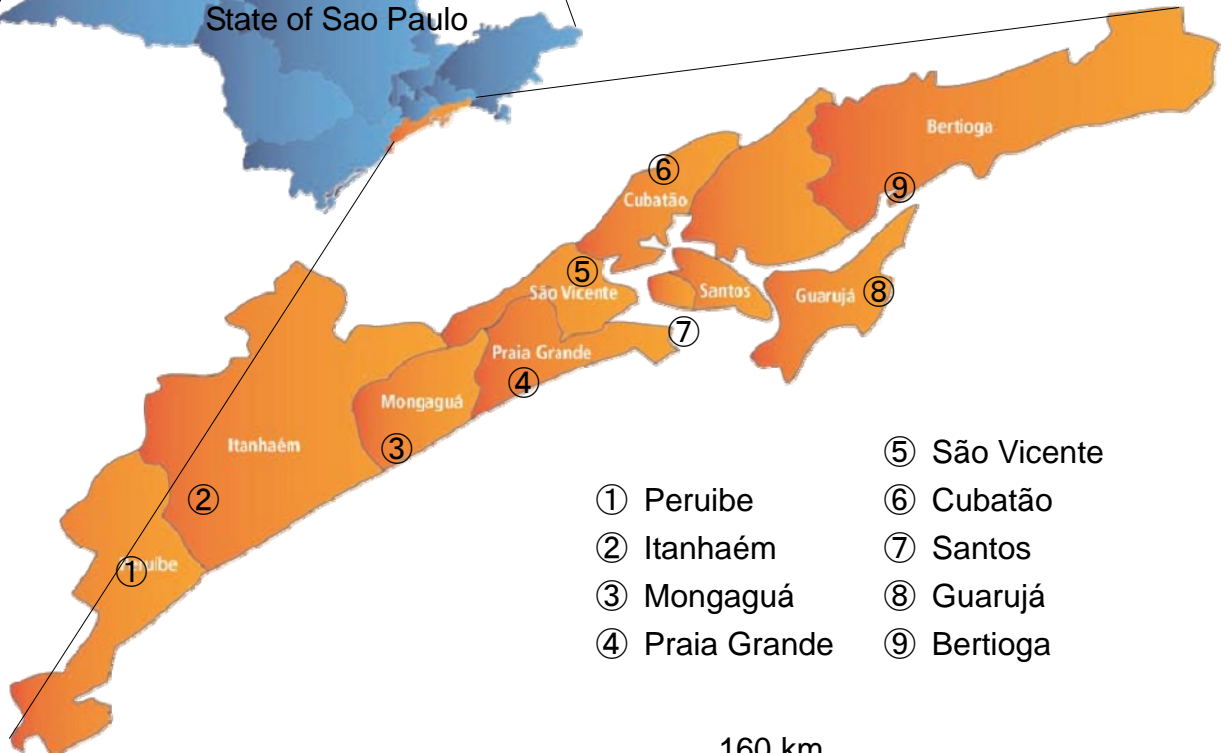 State of Sao Paulo
Bertioga
⑥
Cubatão
⑨
⑤
São Vicente
Santos
Guarujá
⑧
⑦
Praia Grande
④
Mongaguá
③
Itanhaém
②
① Peruibe
① Peruibe
② Itanhaém
③ Mongaguá
④ Praia Grande
⑤ São Vicente
⑥ Cubatão
⑦ Santos
⑧ Guarujá
⑨ Bertioga
160 km